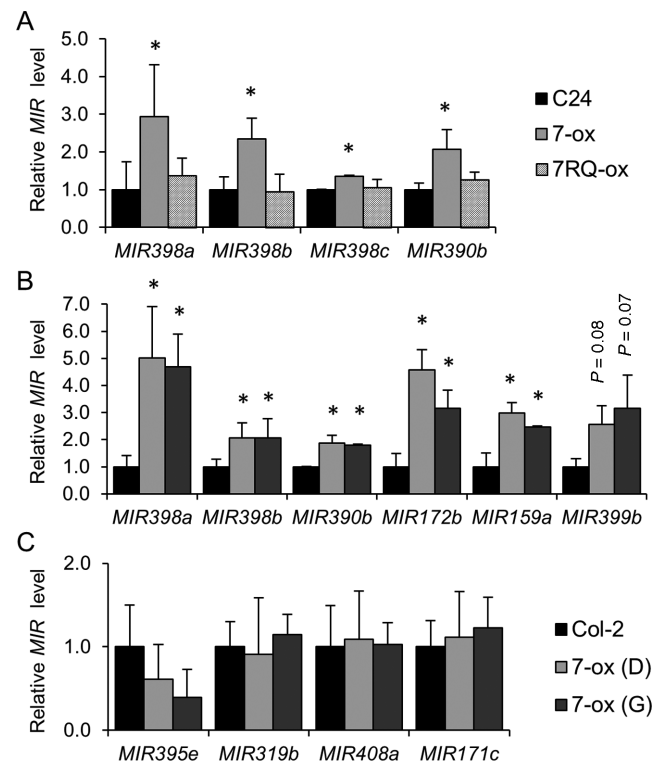 A
Relative MIR level
5.0
4.0
3.0
2.0
1.0
0.0
* * * *
MIR398a MIR398b MIR398c MIR390b
C24
7-ox
7RQ-ox
B
Relative MIR level
7.0
6.0
5.0
4.0
3.0
2.0
1.0
0.0
* * * * * * * * * *
P = 0.08
P = 0.07
MIR398a MIR398b MIR390b MIR172b MIR159a MIR399b
C
Relative MIR level
2.0
1.0
0.0
MIR395e MIR319b MIR408a MIR171c
Col-2
7-ox (D)
7-ox (G)